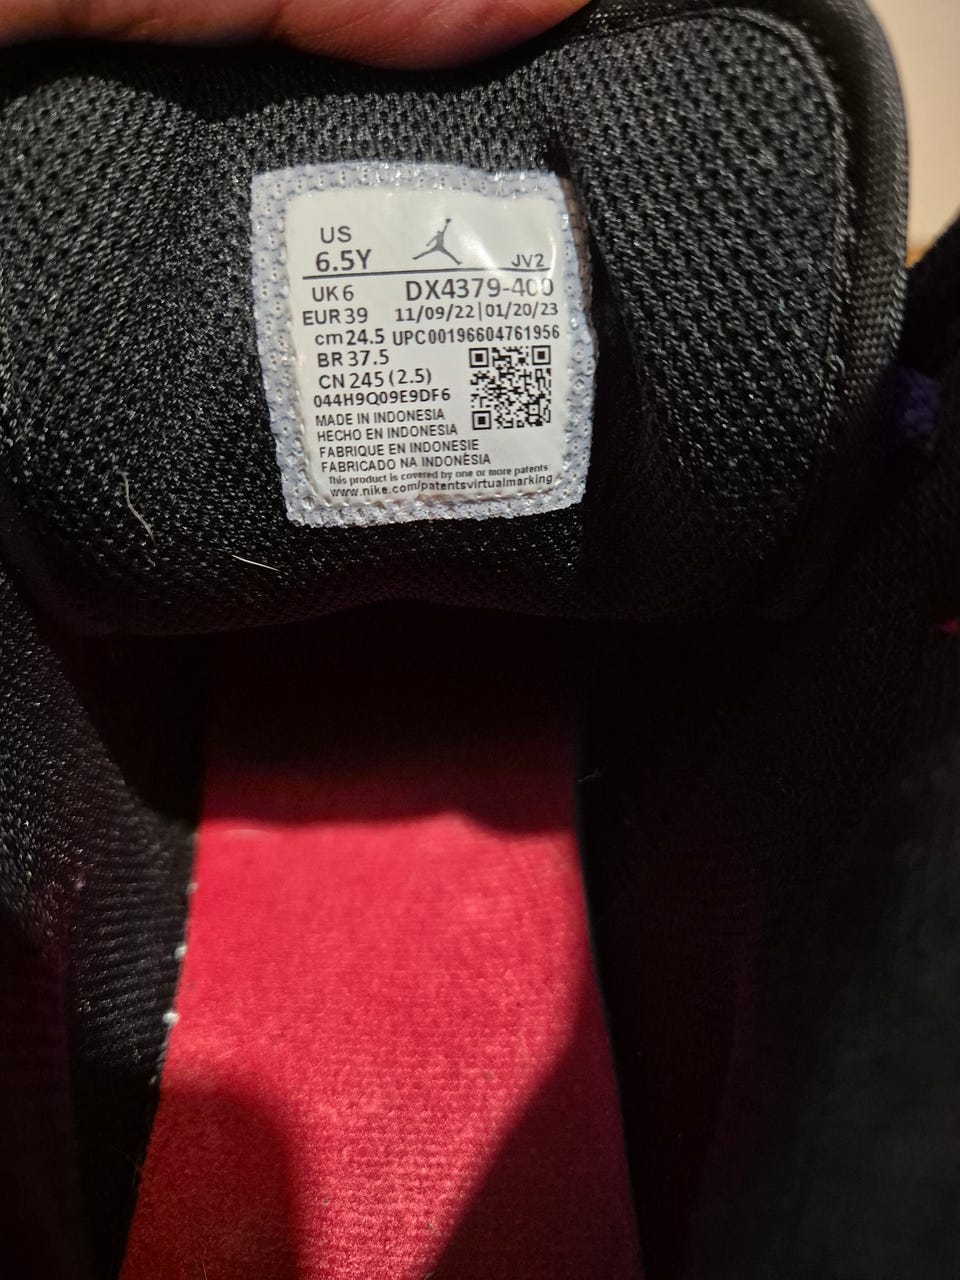 US
6.5Y
JV2
UK 6 DX4379-400
EUR 39 11/09/22|01/20/23
cm 24.5 UPC00196604761956
BR 37.5
CN 245 (2.5)
044H9Q09E9DF6
MADE IN INDONESIA
HECHO EN INDONESIA
FABRIQUE EN INDONESIE
FABRICADO NA INDONÉSIA
This product is covered by one or more patents
www.nike.com/patentsvirtualmarking